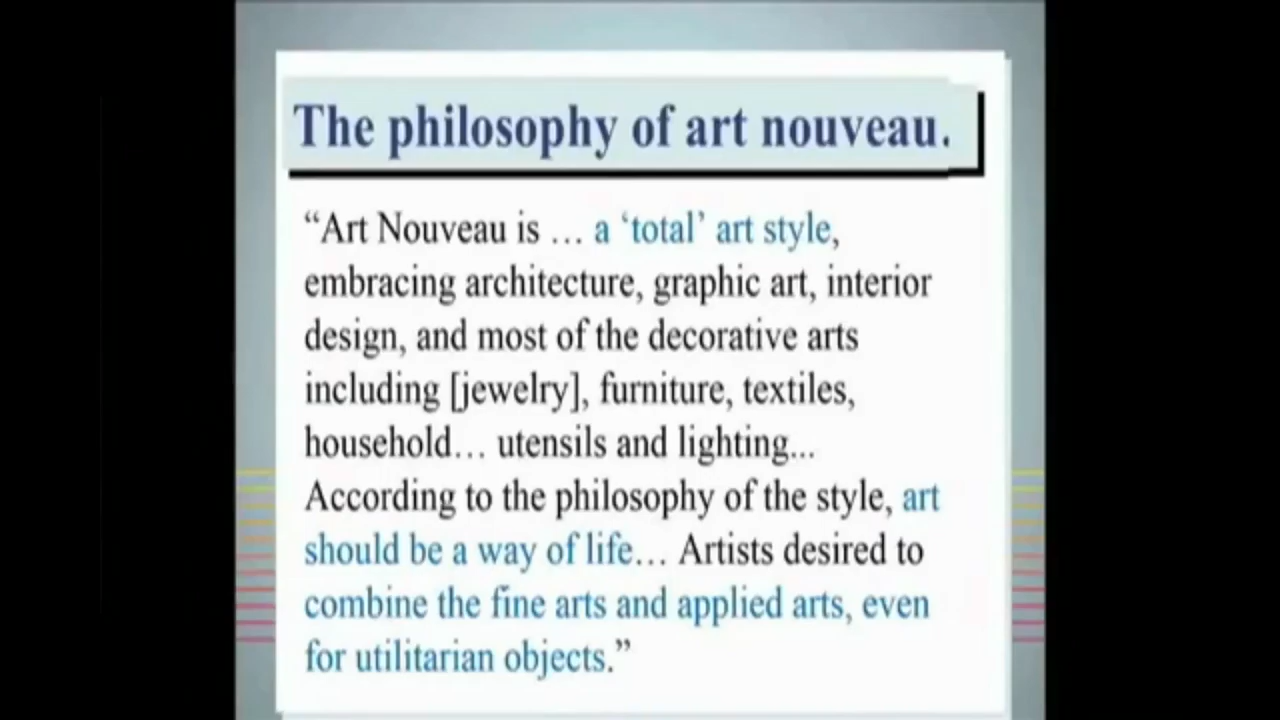 The philosophy of art nouveau.
“Art Nouveau is … a ‘total’ art style,
embracing architecture, graphic art, interior
design, and most of the decorative arts
including [jewelry], furniture, textiles,
household… utensils and lighting...
According to the philosophy of the style, art
should be a way of life… Artists desired to
combine the fine arts and applied arts, even
for utilitarian objects.”